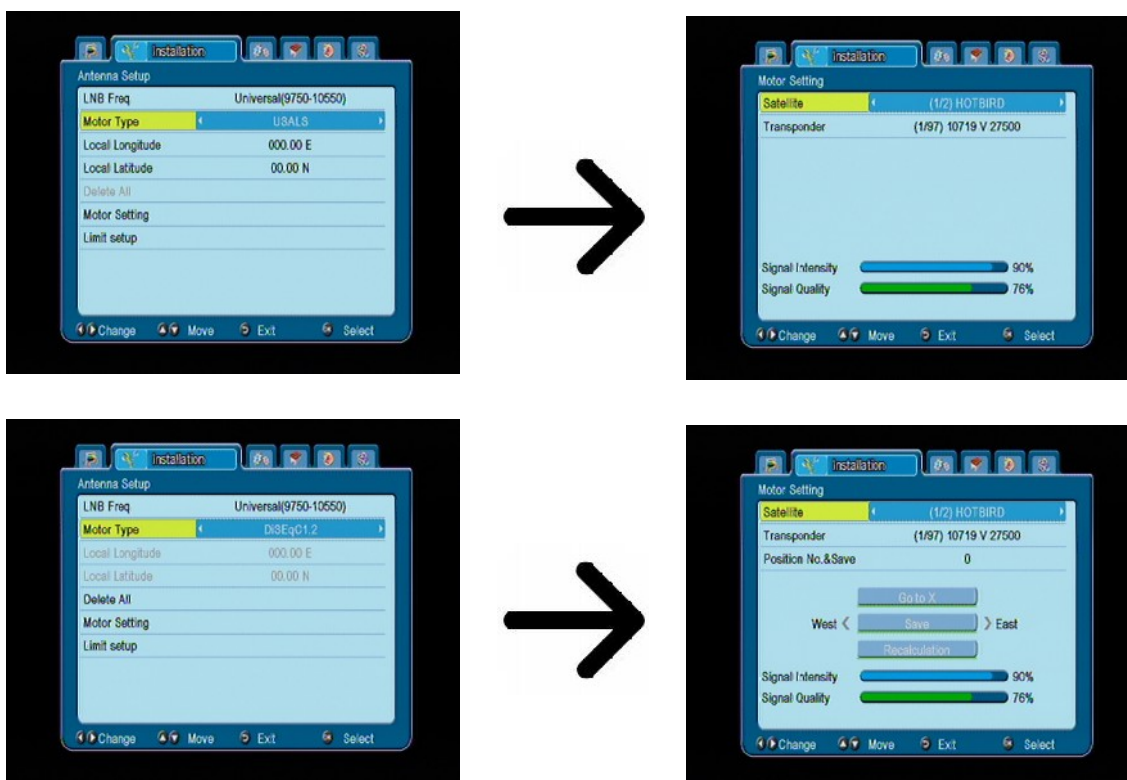 Installation
Antenna Setup
LNB Freq Universal(9750-10550)
Motor Type USALS
Local Longitude 000.00 E
Local Latitude 00.00 N
Delete All
Motor Setting
Limit setup
Change Move Exit Select
Installation
Motor Setting
Satellite (1/2) HOTBIRD
Transponder (1/97) 10719 V 27500
Signal Intensity 90%
Signal Quality 76%
Change Move Exit Select
Installation
Antenna Setup
LNB Freq Universal(9750-10550)
Motor Type DiSEqC1.2
Local Longitude 000.00 E
Local Latitude 00.00 N
Delete All
Motor Setting
Limit setup
Change Move Exit Select
Installation
Motor Setting
Satellite (1/2) HOTBIRD
Transponder (1/97) 10719 V 27500
Position No.&Save 0
Go to X
West Save East
Recalculation
Signal Intensity 90%
Signal Quality 76%
Change Move Exit Select